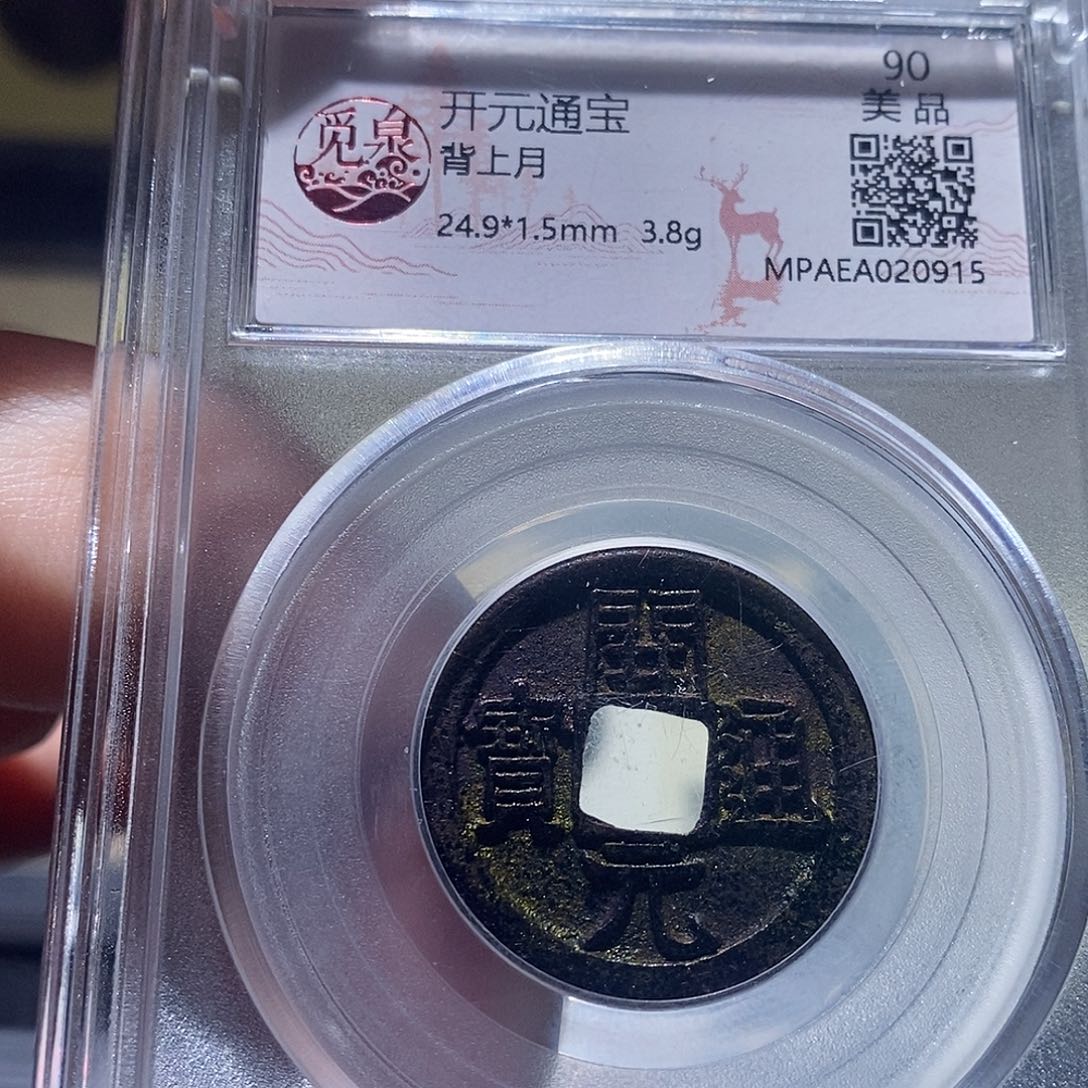 觅泉
开元通宝
背上月
24.9*1.5mm 3.8g
90
美品
MPAEA020915
開
寶 通
元